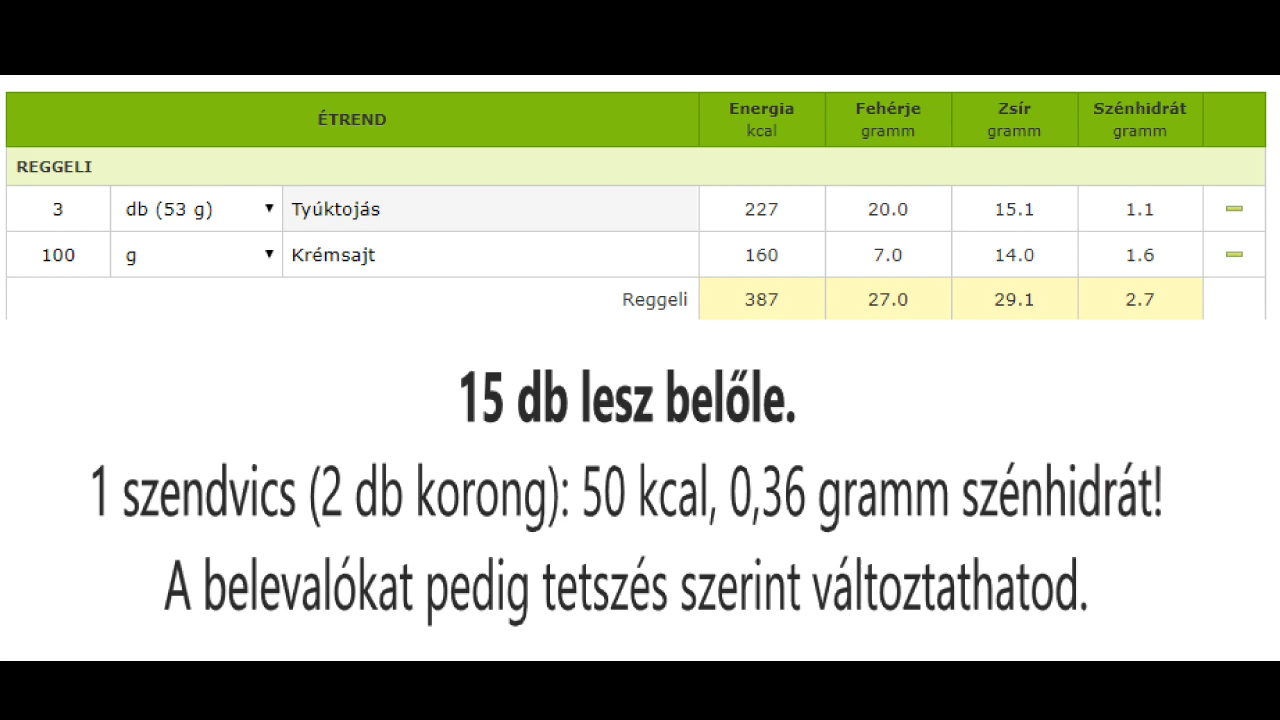 ÉTREND Energia Fehérje Zsír Szénhidrát
kcal gramm gramm gramm
REGGELI
3 db (53 g) Tyúktojás 227 20.0 15.1 1.1
100 g Krémsajt 160 7.0 14.0 1.6
Reggeli 387 27.0 29.1 2.7
15 db lesz belőle.
1 szendvics (2 db korong): 50 kcal, 0,36 gramm szénhidrát!
A belevalókat pedig tetszés szerint változtathatod.